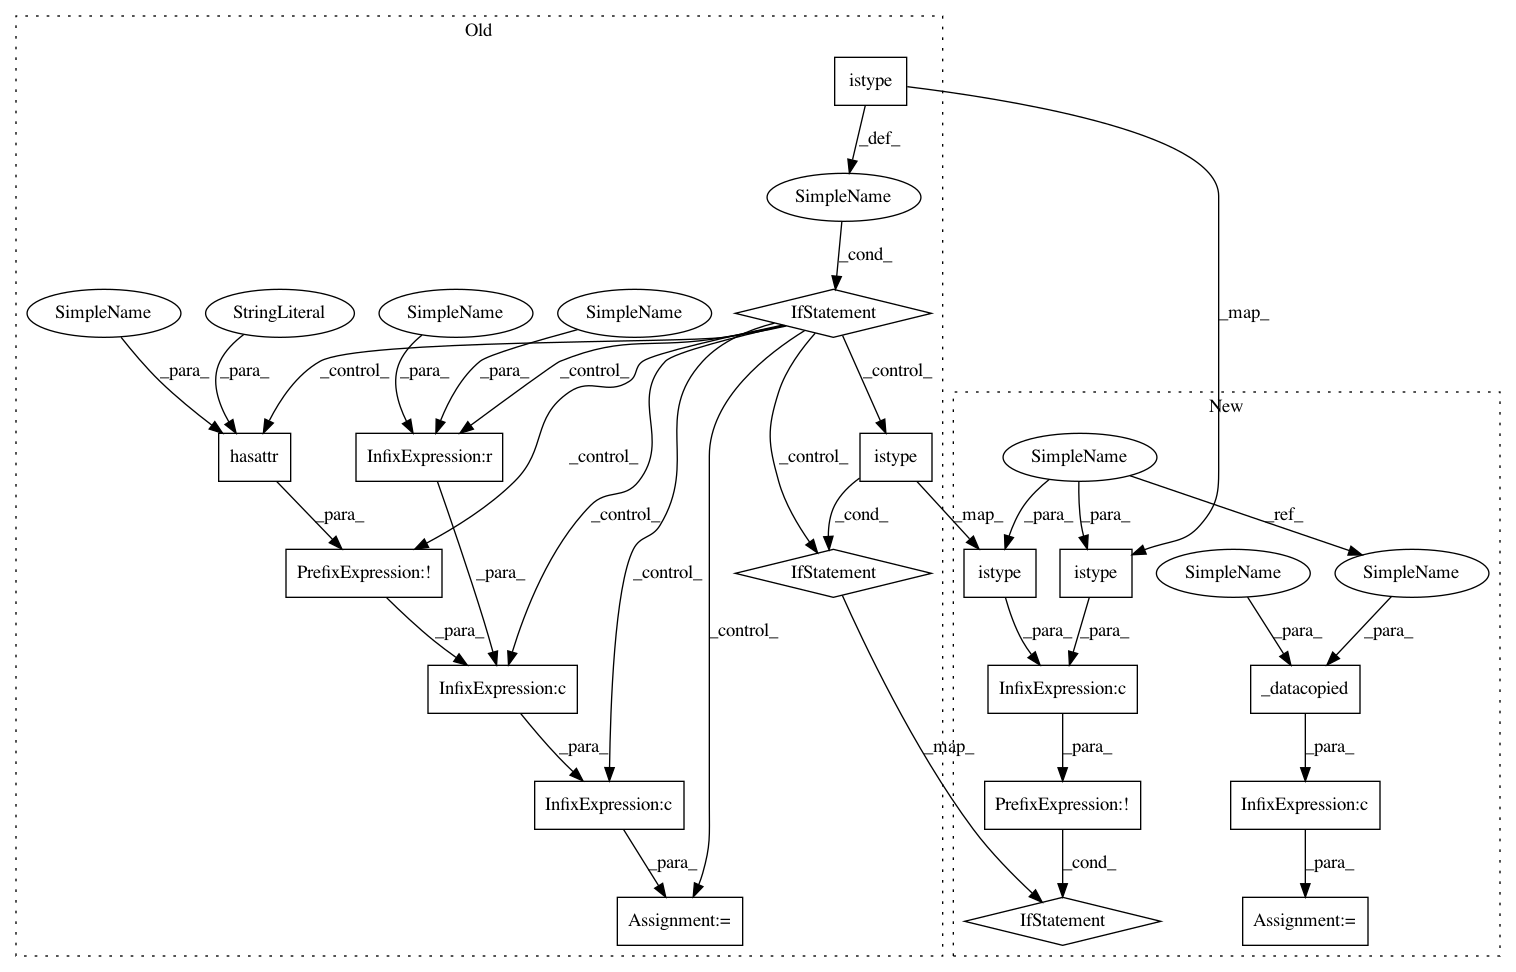 Old
istype
_def_
SimpleName
_cond_
SimpleName
StringLiteral
SimpleName
SimpleName
IfStatement
_map_
_para_
_para_
_control_
_para_
_para_
_control_
_control_
New
hasattr
InfixExpression:r
_control_
_control_
istype
SimpleName
_para_
_control_
_cond_
_map_
_para_
_para_
_ref_
PrefixExpression:!
_para_
_control_
IfStatement
istype
istype
SimpleName
SimpleName
_para_
_control_
_para_
_para_
_para_
_para_
InfixExpression:c
InfixExpression:c
_datacopied
_para_
_map_
_para_
_para_
InfixExpression:c
PrefixExpression:!
InfixExpression:c
_para_
_cond_
_para_
Assignment:=
IfStatement
Assignment:=